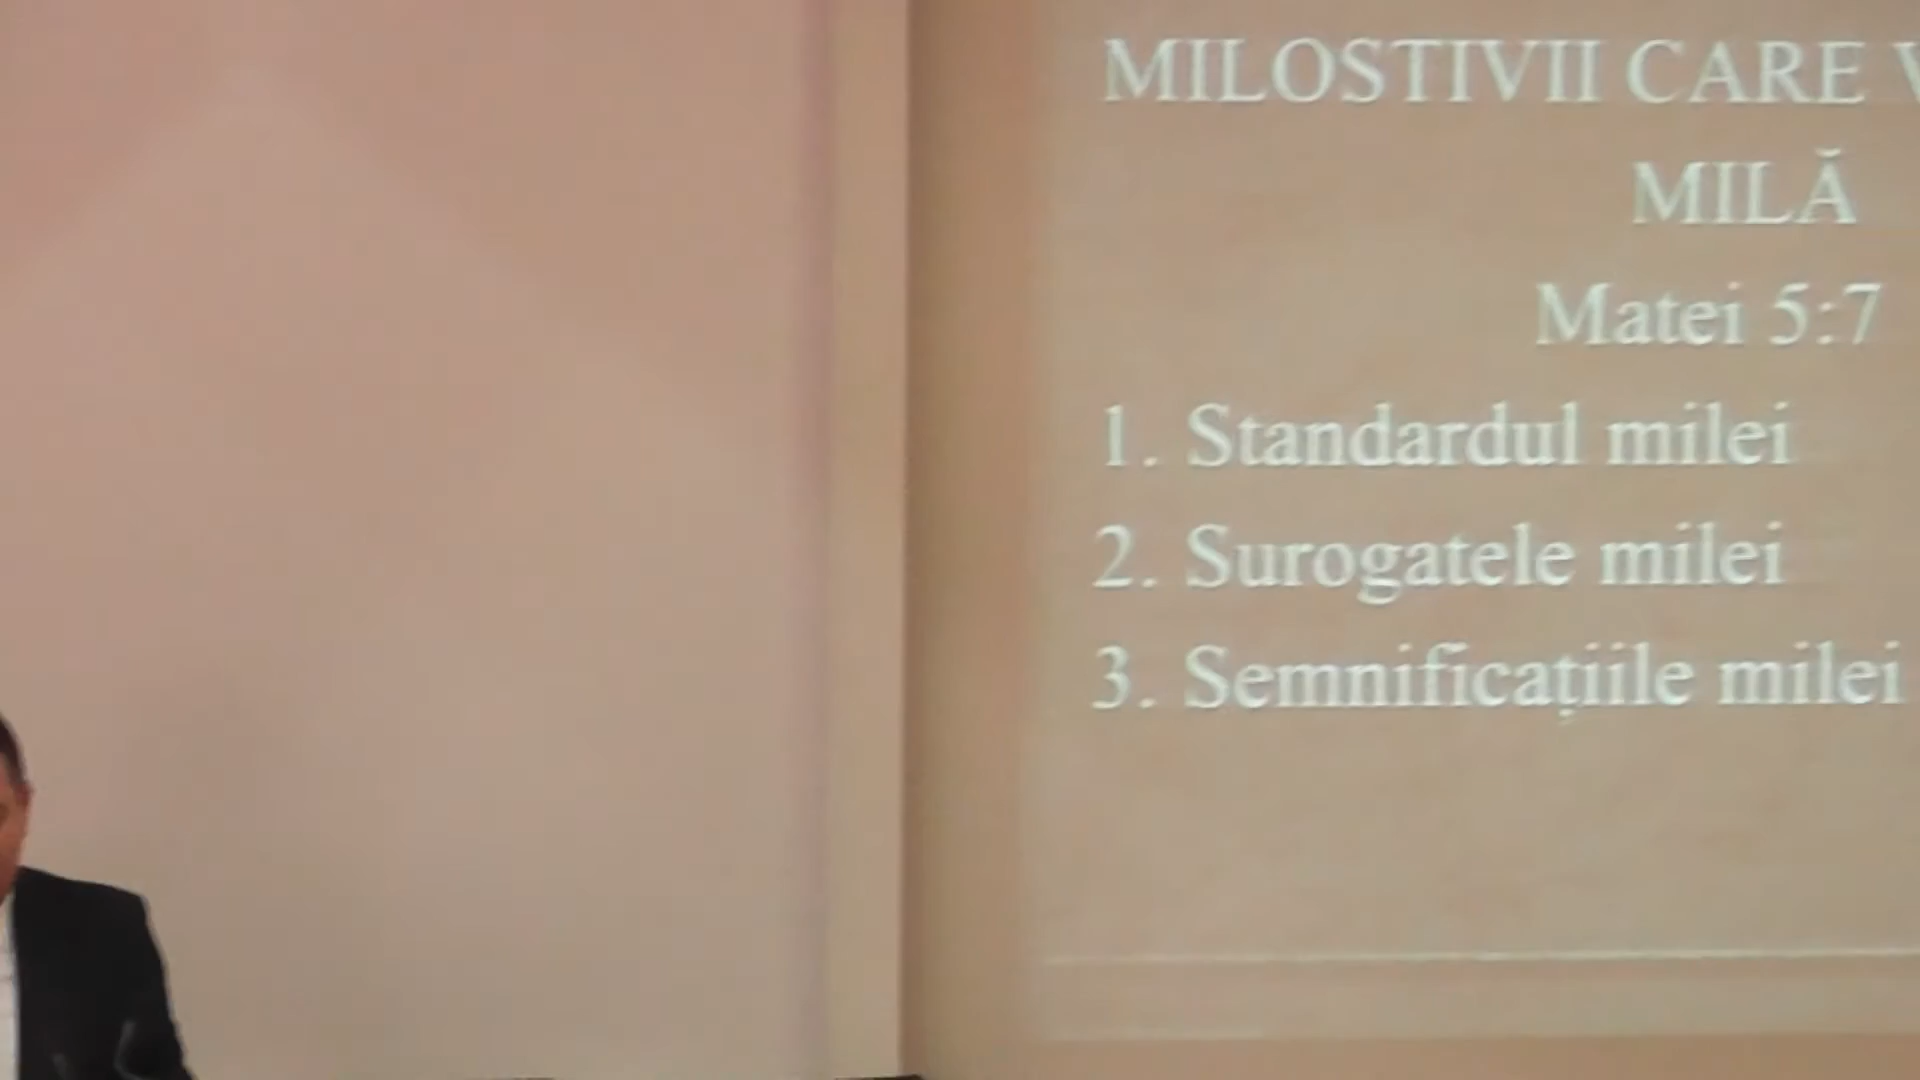 MILOSTIVII CARE
MILĂ
Matei 5:7
1. Standardul milei
2. Surogatele milei
3. Semnificațiile milei